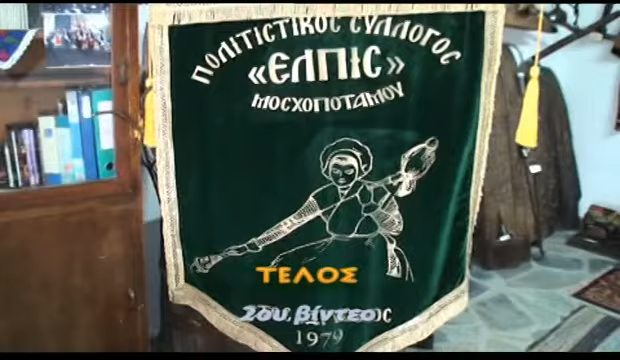 ΠΟΛΙΤΙΣΤΙΚΟΣ ΣΥΛΛΟΓΟΣ
«ΕΛΠΙΣ»
ΜΟΣΧΟΠΟΤΑΜΟΥ
ΤΕΛΟΣ
2ου βίντεο
1979